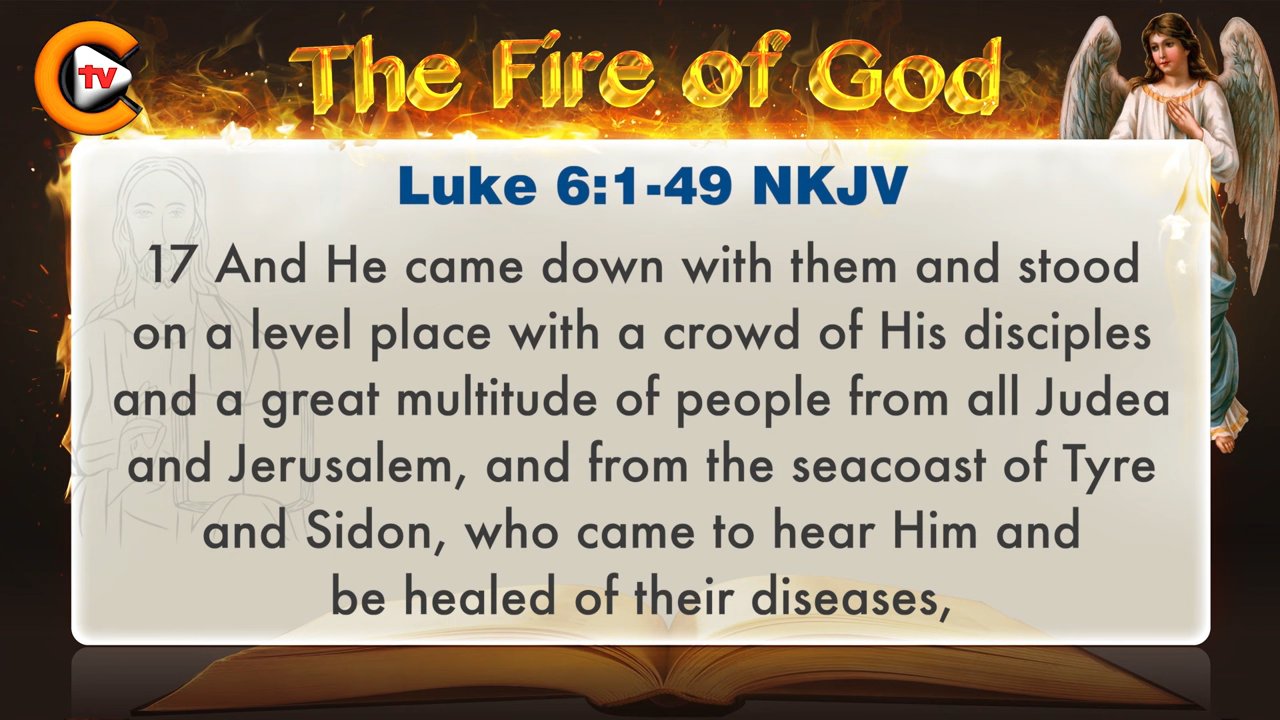 tv
The Fire of God
Luke 6:1-49 NKJV
17 And He came down with them and stood
on a level place with a crowd of His disciples
and a great multitude of people from all Judea
and Jerusalem, and from the seacoast of Tyre
and Sidon, who came to hear Him and
be healed of their diseases,